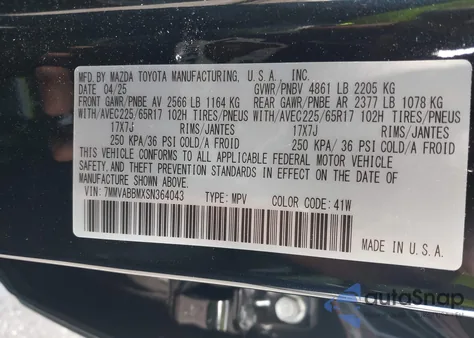 MFD. BY MAZDA TOYOTA MANUFACTURING, U.S.A., INC.
DATE 04/25 GVWR/PNBV 4861 LB 2205 KG
FRONT GAWR/PNBE AV 2566 LB 1164 KG REAR GAWR/PNBE AR 2377 LB 1078 KG
WITH/AVEC225/65R17 102H TIRES/PNEUS WITH/AVEC225/65R17 102H TIRES/PNEUS
17X7J RIMS/JANTES 17X7J RIMS/JANTES
250 KPA/36 PSI COLD/A FROID 250 KPA/ 36 PSI COLD/A FROID
THIS VEHICLE CONFORMS TO ALL APPLICABLE FEDERAL MOTOR VEHICLE
SAFETY, AND THEFT PREVENTION STANDARDS IN EFFECT ON THE DATE OF
MANUFACTURE SHOWN ABOVE.
VIN: 7MMVABBMXSN364043 TYPE: MPV COLOR CODE: 41W
MADE IN U.S.A.
autoSnap